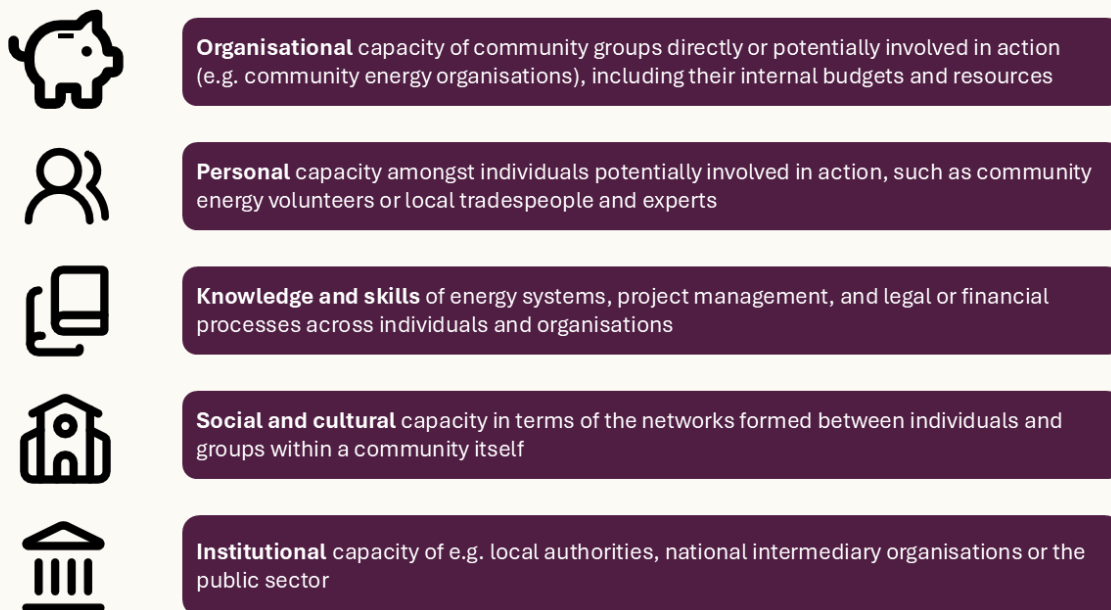 Organisational capacity of community groups directly or potentially involved in action
(e.g. community energy organisations), including their internal budgets and resources
Personal capacity amongst individuals potentially involved in action, such as community
energy volunteers or local tradespeople and experts
Knowledge and skills of energy systems, project management, and legal or financial
processes across individuals and organisations
Social and cultural capacity in terms of the networks formed between individuals and
groups within a community itself
Institutional capacity of e.g. local authorities, national intermediary organisations or the
public sector